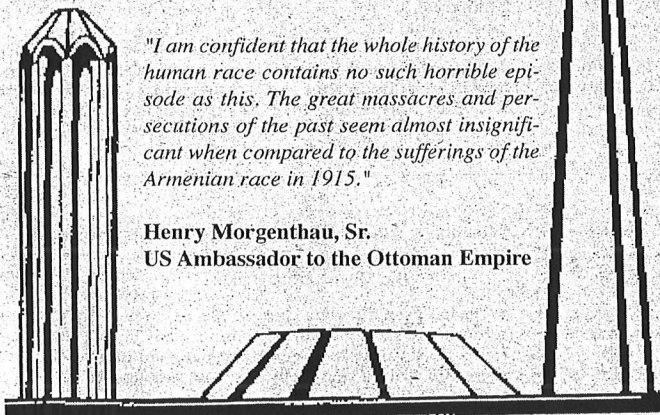 "I am confident that the whole history of the
human race contains no such horrible epi-
sode as this. The great massacres and per-
secutions of the past seem almost insignifi-
cant when compared to the sufferings of the
Armenian race in 1915."
Henry Morgenthau, Sr.
US Ambassador to the Ottoman Empire